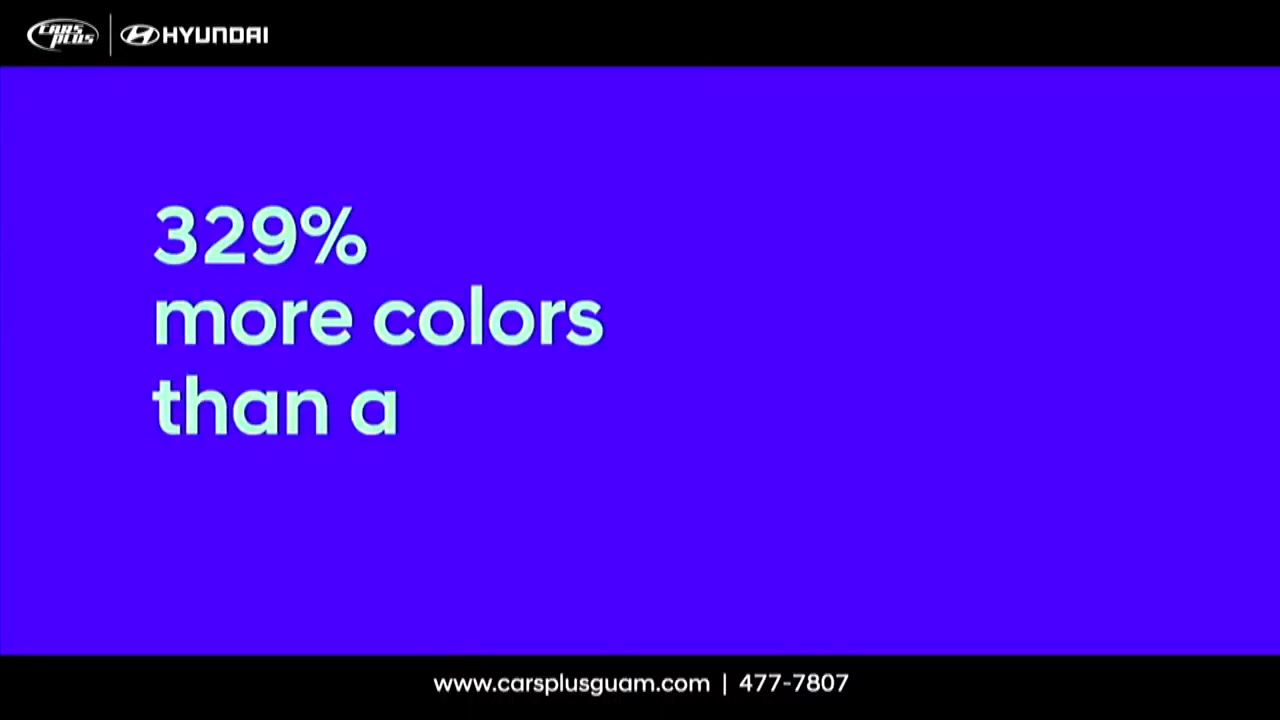 CARS PLUS | HYUNDAI
329%
more colors
than a
www.carsplusguam.com | 477-7807